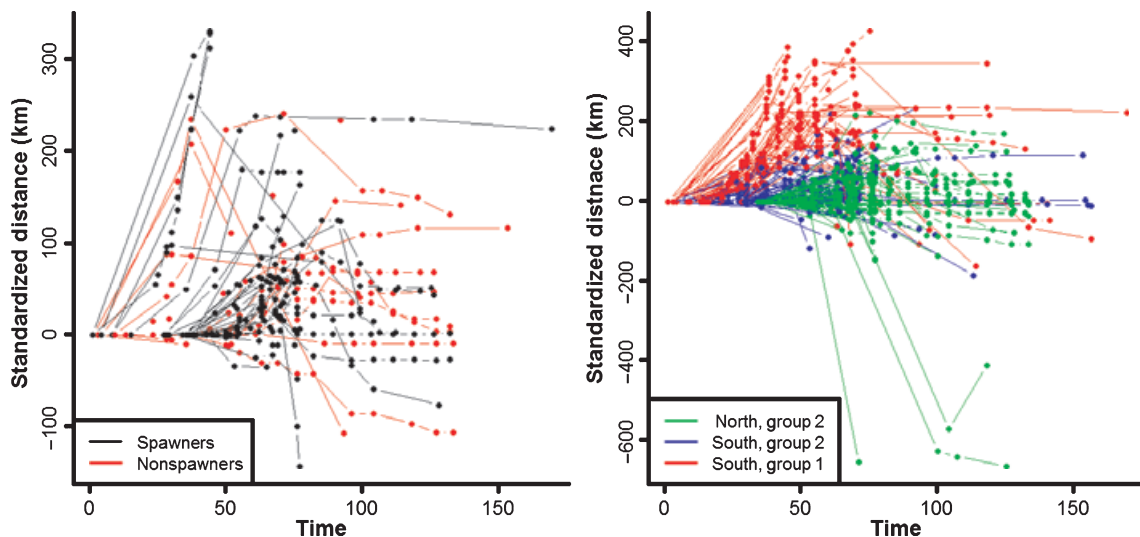 Standardized distance (km)
300
200
100
0
−100
Spawners
Nonspawners
0 50 100 150
Time
Standardized distnace (km)
400
200
0
−200
−400
−600
North, group 2
South, group 2
South, group 1
0 50 100 150
Time